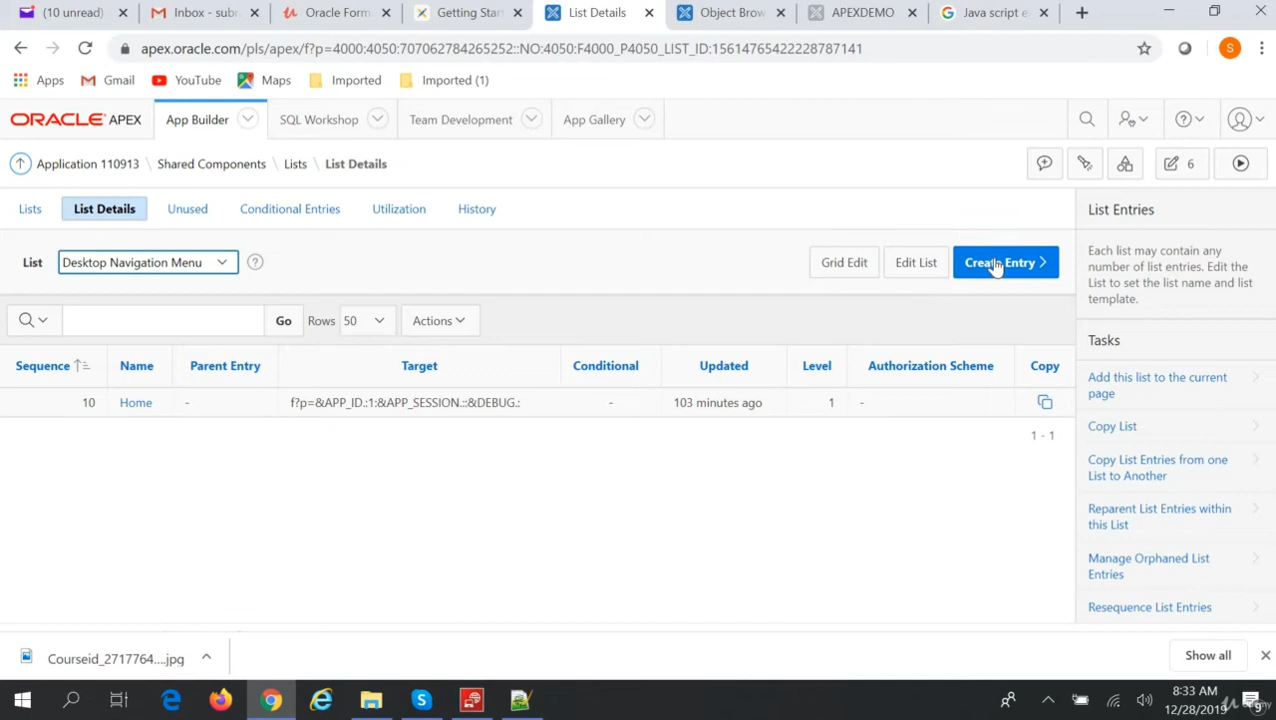 (10 unread)
Inbox - subr
Oracle Form
Getting Star
List Details
Object Brow
APEXDEMO
Java script e
apex.oracle.com/pls/apex/f?p=4000:4050:707062784265252::NO:4050:F4000_P4050_LIST_ID:15614765422228787141
S
Apps
Gmail
YouTube
Maps
Imported
Imported (1)
ORACLE APEX
App Builder
SQL Workshop
Team Development
App Gallery
Application 110913 \ Shared Components \ Lists \ List Details
6
Lists
List Details
Unused
Conditional Entries
Utilization
History
List
Desktop Navigation Menu
Grid Edit
Edit List
Create Entry
Go
Rows
50
Actions
Sequence
Name
Parent Entry
Target
Conditional
Updated
Level
Authorization Scheme
Copy
10
Home
-
f?p=&APP_ID.:1:&APP_SESSION.::&DEBUG.:
-
103 minutes ago
1
-
1 - 1
List Entries
Each list may contain any
number of list entries. Edit the
List to set the list name and list
template.
Tasks
Add this list to the current
page
Copy List
Copy List Entries from one
List to Another
Reparent List Entries within
this List
Manage Orphaned List
Entries
Resequence List Entries
Courseid_2717764....jpg
Show all
8:33 AM
12/28/2019